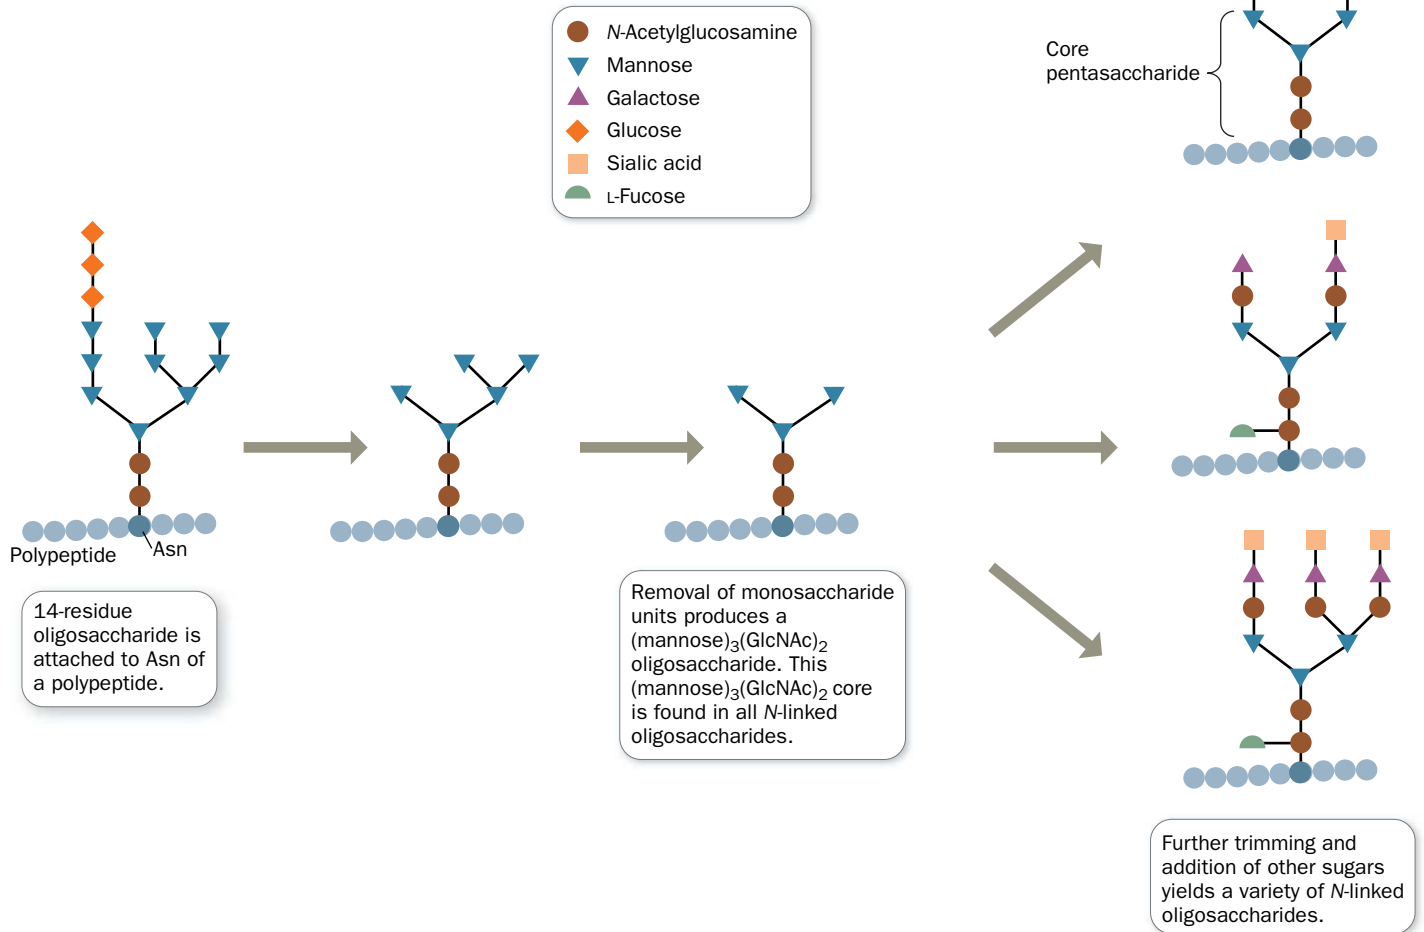 N-Acetylglucosamine
Mannose
Galactose
Glucose
Sialic acid
L-Fucose
Core
pentasaccharide
Polypeptide
Asn
14-residue
oligosaccharide is
attached to Asn of
a polypeptide.
Removal of monosaccharide
units produces a
(mannose)₃(GlcNAc)₂
oligosaccharide. This
(mannose)₃(GlcNAc)₂ core
is found in all N-linked
oligosaccharides.
Further trimming and
addition of other sugars
yields a variety of N-linked
oligosaccharides.